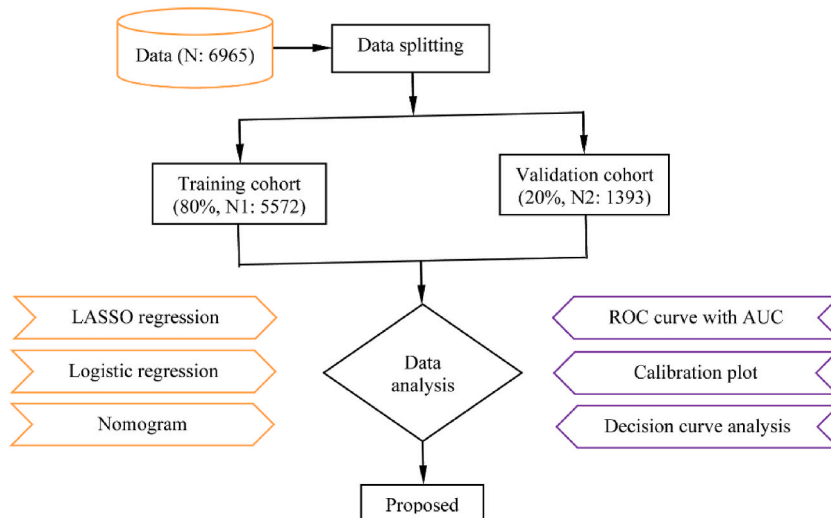 Data (N: 6965)
Data splitting
Training cohort
(80%, N1: 5572)
Validation cohort
(20%, N2: 1393)
LASSO regression
Logistic regression
Nomogram
Data
analysis
ROC curve with AUC
Calibration plot
Decision curve analysis
Proposed